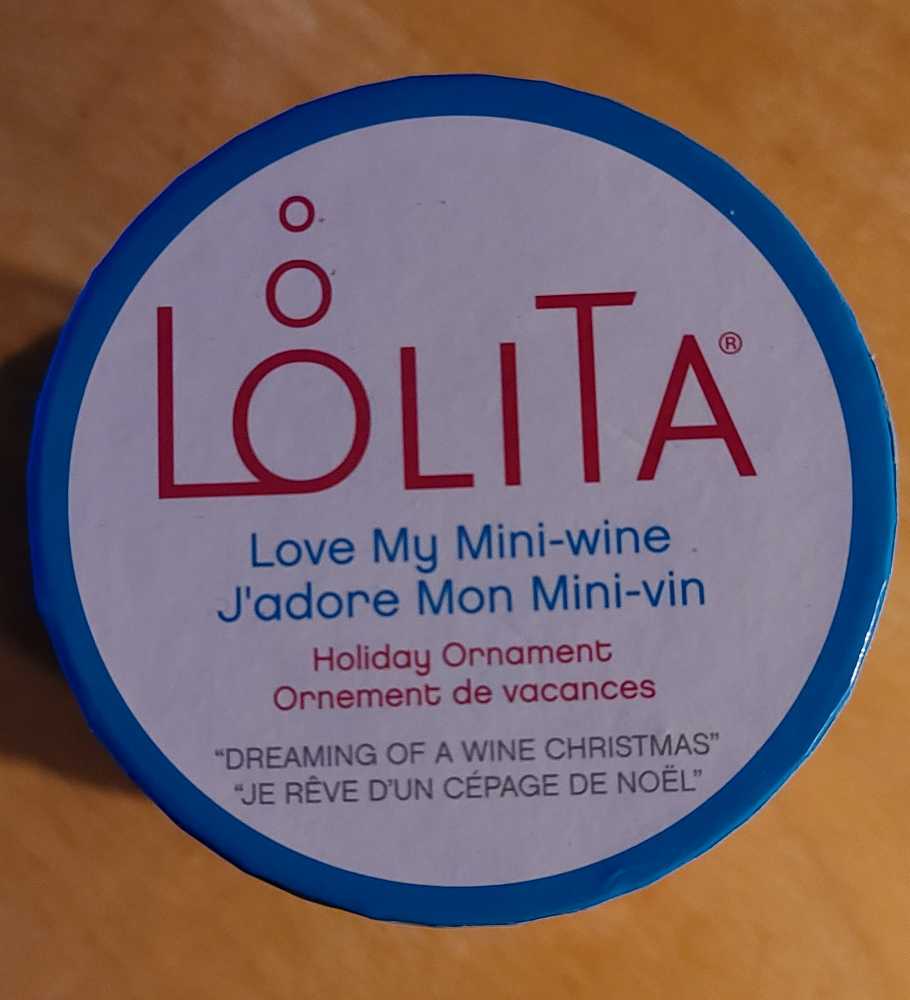 LOLITA®
Love My Mini-wine
J'adore Mon Mini-vin
Holiday Ornament
Ornement de vacances
“DREAMING OF A WINE CHRISTMAS”
“JE RÊVE D'UN CÉPAGE DE NOËL”